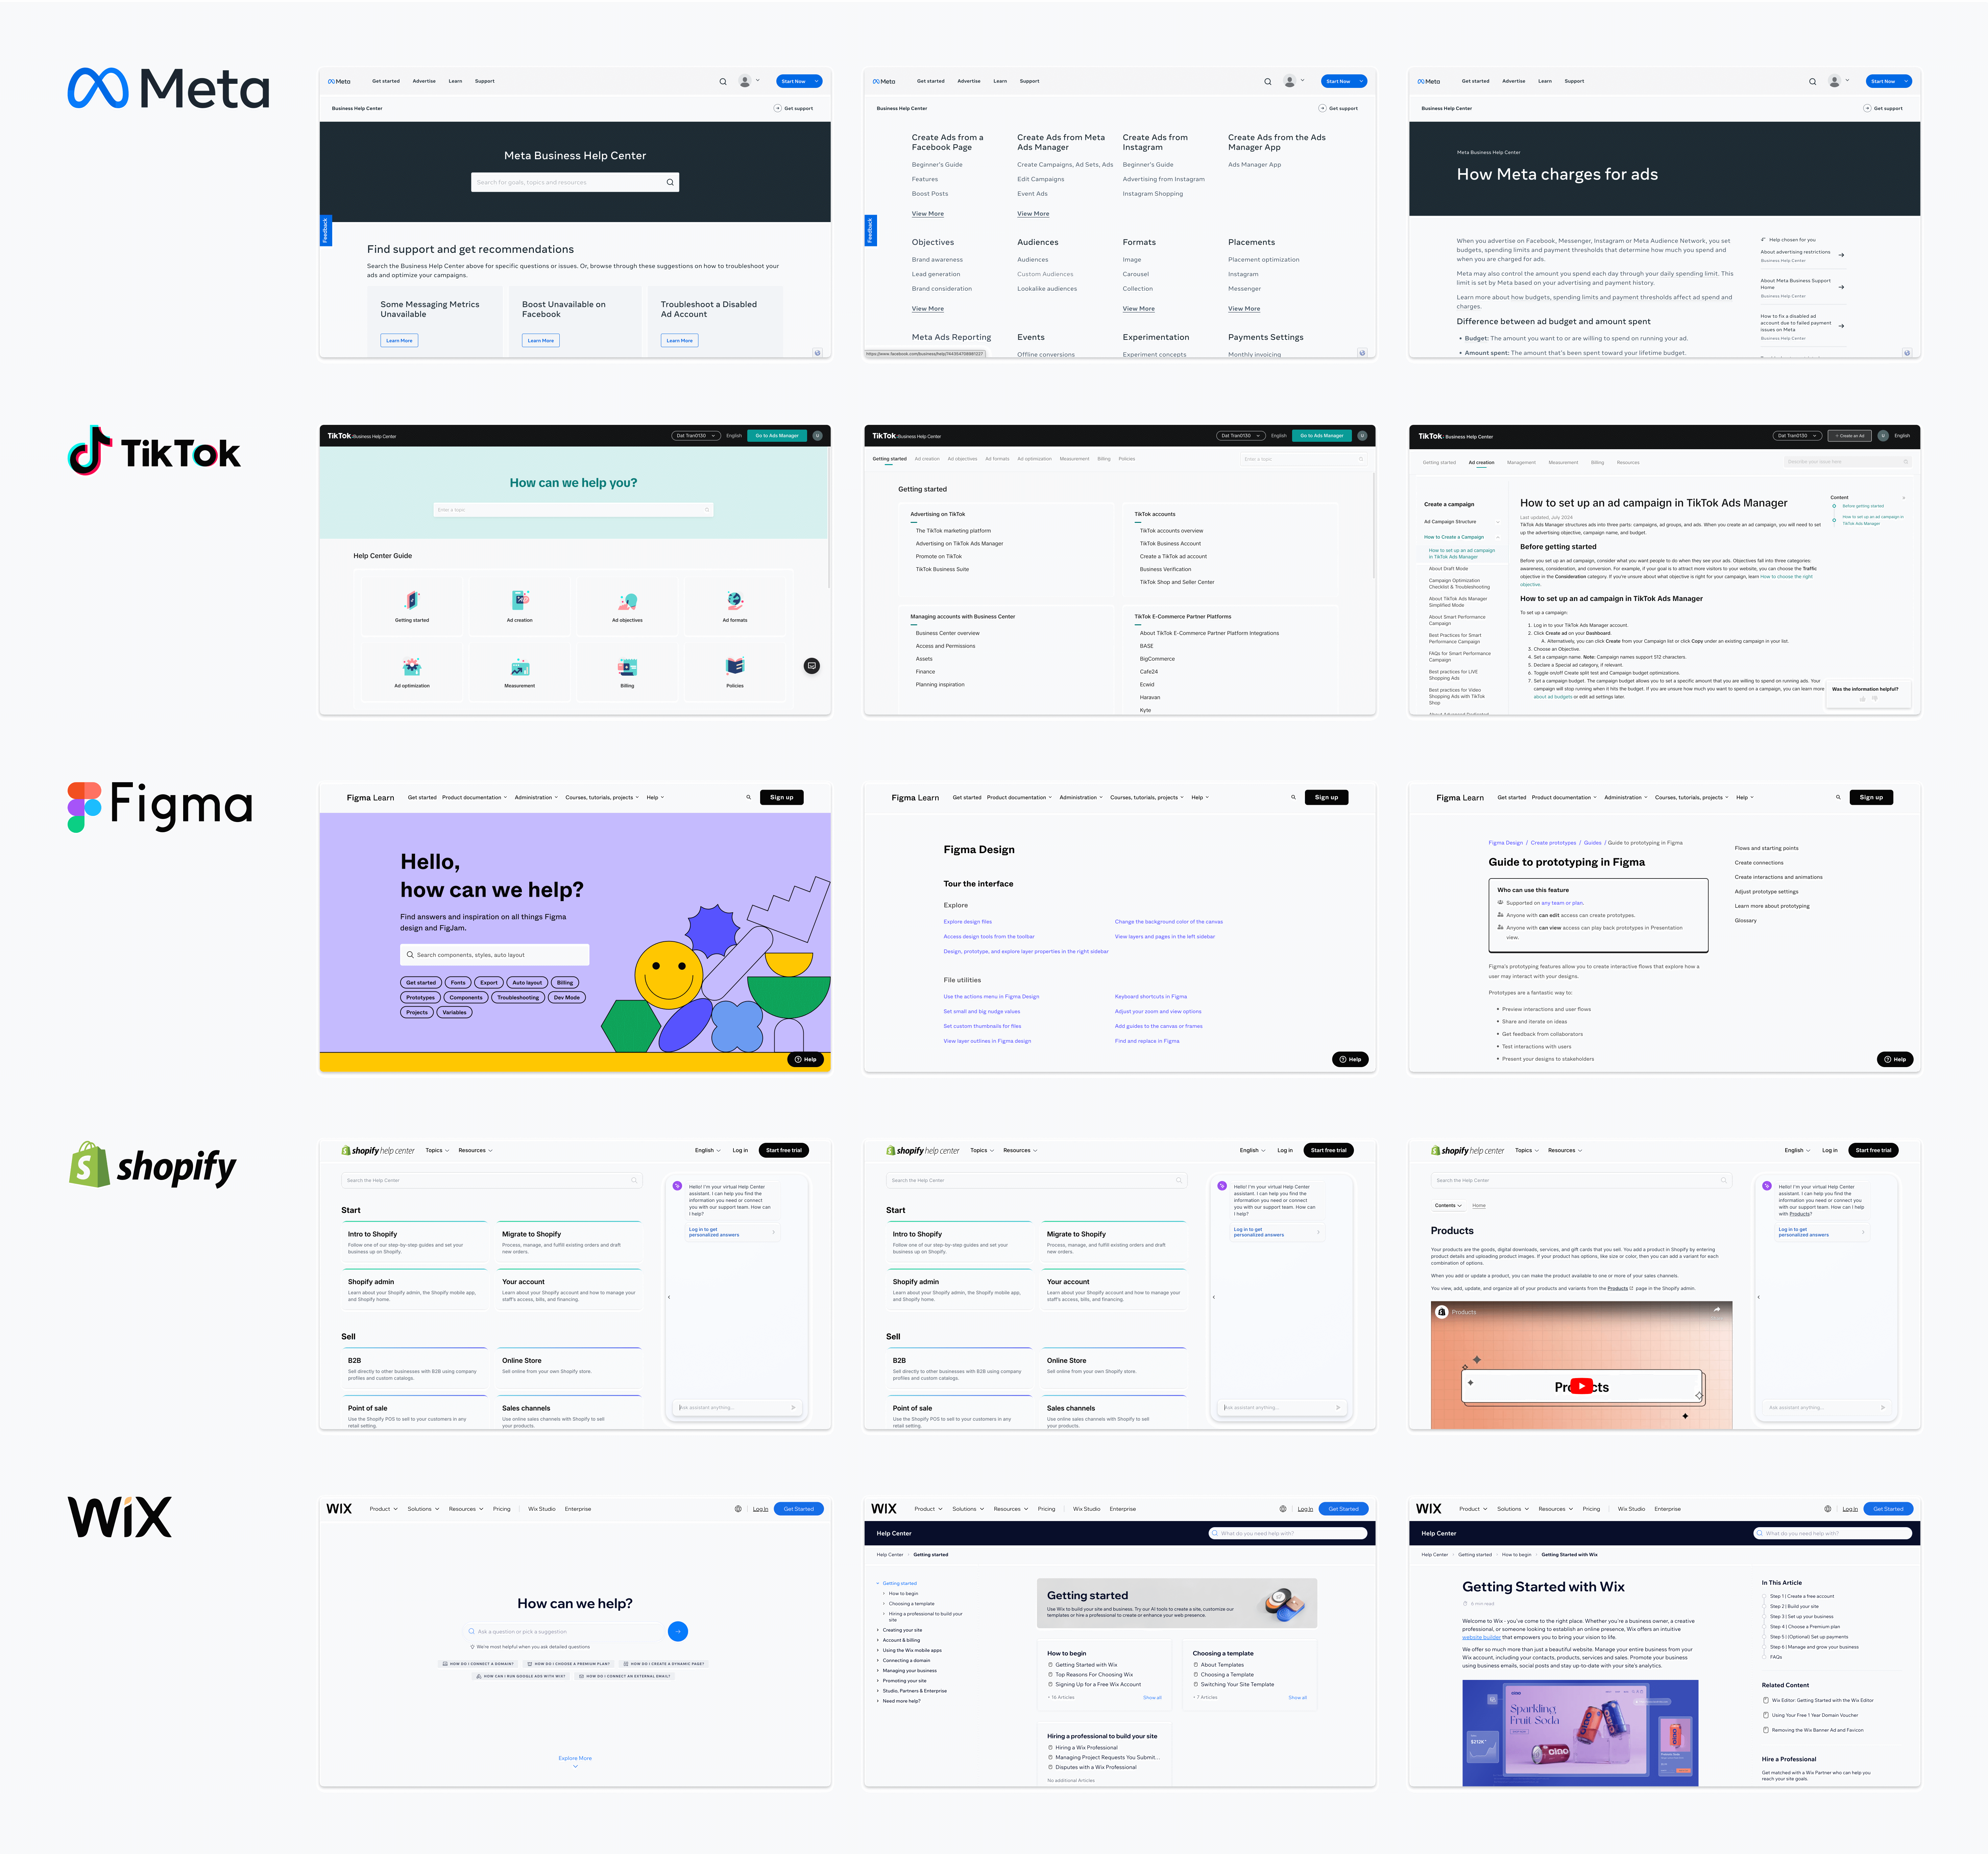 Meta
Meta
Get started
Advertise
Learn
Support
Start Now
Business Help Center
Get support
Meta Business Help Center
Search for goals, topics and resources
Feedback
Find support and get recommendations
Search the Business Help Center above for specific questions or issues. Or, browse through these suggestions on how to troubleshoot your
ads and optimize your campaigns.
Some Messaging Metrics
Unavailable
Learn More
Boost Unavailable on
Facebook
Learn More
Troubleshoot a Disabled
Ad Account
Learn More
Meta
Get started
Advertise
Learn
Support
Start Now
Business Help Center
Get support
Create Ads from a
Facebook Page
Beginner's Guide
Features
Boost Posts
View More
Create Ads from Meta
Ads Manager
Create Campaigns, Ad Sets, Ads
Edit Campaigns
Event Ads
View More
Create Ads from
Instagram
Beginner's Guide
Advertising from Instagram
Instagram Shopping
Create Ads from the Ads
Manager App
Ads Manager App
Feedback
Objectives
Brand awareness
Lead generation
Brand consideration
View More
Audiences
Audiences
Custom Audiences
Lookalike audiences
Formats
Image
Carousel
Collection
View More
Placements
Placement optimization
Instagram
Messenger
View More
Meta Ads Reporting
Events
Offline conversions
Experimentation
Experiment concepts
Payments Settings
Monthly invoicing
Meta
Get started
Advertise
Learn
Support
Start Now
Business Help Center
Get support
Meta Business Help Center
How Meta charges for ads
When you advertise on Facebook, Messenger, Instagram or Meta Audience Network, you set
budgets, spending limits and payment thresholds that determine how much you spend and
when you are charged for ads.
Meta may also control the amount you spend each day through your daily spending limit. This
limit is set by Meta based on your advertising and payment history.
Learn more about how budgets, spending limits and payment thresholds affect ad spend and
charges.
Difference between ad budget and amount spent
• Budget: The amount you want to or are willing to spend on running your ad.
• Amount spent: The amount that's been spent toward your lifetime budget.
Help chosen for you
About advertising restrictions
Business Help Center
About Meta Business Support
Home
Business Help Center
How to fix a disabled ad
account due to failed payment
issues on Meta
Business Help Center
TikTok
TikTok: Business Help Center
Dat Tran0130
English
Go to Ads Manager
U
How can we help you?
Enter a topic
Help Center Guide
Getting started
Ad creation
Ad objectives
Ad formats
Ad optimization
Measurement
Billing
Policies
TikTok: Business Help Center
Dat Tran0130
English
Go to Ads Manager
U
Getting started
Ad creation
Ad objectives
Ad formats
Ad optimization
Measurement
Billing
Policies
Enter a topic
Getting started
Advertising on TikTok
The TikTok marketing platform
Advertising on TikTok Ads Manager
Promote on TikTok
TikTok Business Suite
TikTok accounts
TikTok accounts overview
TikTok Business Account
Create a TikTok ad account
Business Verification
TikTok Shop and Seller Center
Managing accounts with Business Center
Business Center overview
Access and Permissions
Assets
Finance
Planning inspiration
TikTok E-Commerce Partner Platforms
About TikTok E-Commerce Partner Platform Integrations
BASE
BigCommerce
Cafe24
Ecwid
Haravan
Kyte
TikTok: Business Help Center
Dat Tran0130
+ Create an Ad
U
English
Getting started
Ad creation
Management
Measurement
Billing
Resources
Describe your issue here
Create a campaign
Ad Campaign Structure
How to Create a Campaign
How to set up an ad campaign
in TikTok Ads Manager
About Draft Mode
Campaign Optimization
Checklist & Troubleshooting
About TikTok Ads Manager
Simplified Mode
About Smart Performance
Campaign
Best Practices for Smart
Performance Campaign
FAQs for Smart Performance
Campaign
Best practices for LIVE
Shopping Ads
Best practices for Video
Shopping Ads with TikTok
Shop
How to set up an ad campaign in TikTok Ads Manager
Last updated, July 2024
TikTok Ads Manager structures ads into three parts: campaigns, ad groups, and ads. When you create an ad campaign, you will need to set
up the advertising objective, campaign name, and budget.
Before getting started
Before you set up an ad campaign, consider what you want people to do when they see your ads. Objectives fall into three categories:
awareness, consideration, and conversion. For example, if your goal is to attract more visitors to your website, you can choose the Traffic
objective in the Consideration category. If you're unsure about what objective is right for your campaign, learn How to choose the right
objective.
How to set up an ad campaign in TikTok Ads Manager
To set up a campaign:
1. Log in to your TikTok Ads Manager account.
2. Click Create ad on your Dashboard.
A. Alternatively, you can click Create from your Campaign list or click Copy under an existing campaign in your list.
3. Choose an Objective
4. Set a campaign name. Note: Campaign names support 512 characters.
5. Declare a Special ad category, if relevant.
6. Toggle on/off Create split test and Campaign budget optimizations.
7. Set a campaign budget. The campaign budget allows you to set a specific amount that you are willing to spend on running ads. Your
campaign will stop running when it hits the budget. If you are unsure how much you want to spend on a campaign, you can learn more
about ad budgets or edit ad settings later.
Content
Before getting started
How to set up an ad campaign in
TikTok Ads Manager
Was the information helpful?
Figma
Figma Learn
Get started
Product documentation
Administration
Courses, tutorials, projects
Help
Sign up
Hello,
how can we help?
Find answers and inspiration on all things Figma
design and FigJam.
Search components, styles, auto layout
Get started
Fonts
Export
Auto layout
Billing
Prototypes
Components
Troubleshooting
Dev Mode
Projects
Variables
Help
Figma Learn
Get started
Product documentation
Administration
Courses, tutorials, projects
Help
Sign up
Figma Design
Tour the interface
Explore
Explore design files
Change the background color of the canvas
Access design tools from the toolbar
View layers and pages in the left sidebar
Design, prototype, and explore layer properties in the right sidebar
File utilities
Use the actions menu in Figma Design
Keyboard shortcuts in Figma
Set small and big nudge values
Adjust your zoom and view options
Set custom thumbnails for files
Add guides to the canvas or frames
View layer outlines in Figma design
Find and replace in Figma
Help
Figma Learn
Get started
Product documentation
Administration
Courses, tutorials, projects
Help
Sign up
Figma Design / Create prototypes / Guides / Guide to prototyping in Figma
Guide to prototyping in Figma
Who can use this feature
Supported on any team or plan.
Anyone with can edit access can create prototypes.
Anyone with can view access can play back prototypes in Presentation
view.
Figma's prototyping features allow you to create interactive flows that explore how a
user may interact with your designs.
Prototypes are a fantastic way to:
• Preview interactions and user flows
• Share and iterate on ideas
• Get feedback from collaborators
• Test interactions with users
• Present your designs to stakeholders
Flows and starting points
Create connections
Create interactions and animations
Adjust prototype settings
Learn more about prototyping
Glossary
Help
shopify
shopify help center
Topics
Resources
English
Log in
Start free trial
Search the Help Center
Start
Intro to Shopify
Follow one of our step-by-step guides and set your
business up on Shopify.
Migrate to Shopify
Process, manage, and fulfill existing orders and draft
new orders.
Shopify admin
Learn about your Shopify admin, the Shopify mobile app,
and Shopify home.
Your account
Learn about your Shopify account and how to manage your
staff's access, bills, and financing.
Sell
B2B
Sell directly to other businesses with B2B using company
profiles and custom catalogs.
Online Store
Sell online from your own Shopify store.
Point of sale
Use the Shopify POS to sell to your customers in any
retail setting.
Sales channels
Use online sales channels with Shopify to sell
your products.
Hello! I'm your virtual Help Center
assistant. I can help you find the
information you need or connect
you with our support team. How can
I help?
Log in to get
personalized answers
Ask assistant anything...
shopify help center
Topics
Resources
English
Log in
Start free trial
Search the Help Center
Start
Intro to Shopify
Follow one of our step-by-step guides and set your
business up on Shopify.
Migrate to Shopify
Process, manage, and fulfill existing orders and draft
new orders.
Shopify admin
Learn about your Shopify admin, the Shopify mobile app,
and Shopify home.
Your account
Learn about your Shopify account and how to manage your
staff's access, bills, and financing.
Sell
B2B
Sell directly to other businesses with B2B using company
profiles and custom catalogs.
Online Store
Sell online from your own Shopify store.
Point of sale
Use the Shopify POS to sell to your customers in any
retail setting.
Sales channels
Use online sales channels with Shopify to sell
your products.
Hello! I'm your virtual Help Center
assistant. I can help you find the
information you need or connect
you with our support team. How can
I help?
Log in to get
personalized answers
Ask assistant anything...
shopify help center
Topics
Resources
English
Log in
Start free trial
Search the Help Center
Contents
Home
Products
Your products are the goods, digital downloads, services, and gift cards that you sell. You add a product in Shopify by entering
product details and uploading product images. If your product has options, like size or color, then you can add a variant for each
combination of options.
When you add or update a product, you can make the product available to one or more of your sales channels.
You view, add, update, and organise all of your products and variants from the Products page in the Shopify admin.
Products
Pro cts
Hello! I'm your virtual Help Center
assistant. I can help you find the
information you need or connect you
with our support team. How can I help
with Products?
Log in to get
personalized answers
Ask assistant anything...
WiX
WiX
Product
Solutions
Resources
Pricing
Wix Studio
Enterprise
Log In
Get Started
How can we help?
Ask a question or pick a suggestion
We're most helpful when you ask detailed questions
HOW DO I CONNECT A DOMAIN?
HOW DO I CHOOSE A PREMIUM PLAN?
HOW DO I CREATE A DYNAMIC PAGE?
HOW CAN I RUN GOOGLE ADS WITH WIX?
HOW DO I CONNECT AN EXTERNAL EMAIL?
Explore More
WiX
Product
Solutions
Resources
Pricing
Wix Studio
Enterprise
Log In
Get Started
Help Center
What do you need help with?
Help Center
Getting started
Getting started
How to begin
Choosing a template
Hiring a professional to build your
site
Creating your site
Account & billing
Using the Wix mobile apps
Connecting a domain
Managing your business
Promoting your site
Studio, Partners & Enterprise
Need more help?
Getting started
Use Wix to build your site and business. Try our AI tools to create a site, customize our
templates or hire a professional to create or enhance your web presence.
How to begin
Getting Started with Wix
Top Reasons For Choosing Wix
Signing Up for a Free Wix Account
+ 16 Articles
Show all
Choosing a template
About Templates
Choosing a Template
Switching Your Site Template
+ 7 Articles
Show all
Hiring a professional to build your site
Hiring a Wix Professional
Managing Project Requests You Submit...
Disputes with a Wix Professional
No additional Articles
WiX
Product
Solutions
Resources
Pricing
Wix Studio
Enterprise
Log In
Get Started
Help Center
What do you need help with?
Help Center
Getting started
How to begin
Getting Started with Wix
Getting Started with Wix
6 min read
Welcome to Wix - you've come to the right place. Whether you're a business owner, a creative
professional, or someone looking to establish an online presence, Wix offers an intuitive
website builder that empowers you to bring your vision to life.
We offer so much more than just a beautiful website. Manage your entire business from your
Wix account, including your products, services and sales. Promote your business
using business emails, social posts and stay up-to-date with your site's analytics.
Sparkling
Fruit Soda
$212K
oino
In This Article
Step 1 | Create a free account
Step 2 | Build your site
Step 3 | Set up your business
Step 4 | Choose a Premium plan
Step 5 | (Optional) Set up payments
Step 6 | Manage and grow your business
FAQs
Related Content
Wix Editor: Getting Started with the Wix Editor
Using Your Free 1 Year Domain Voucher
Removing the Wix Banner Ad and Favicon
Hire a Professional
Get matched with a Wix Partner who can help you
reach your site goals.